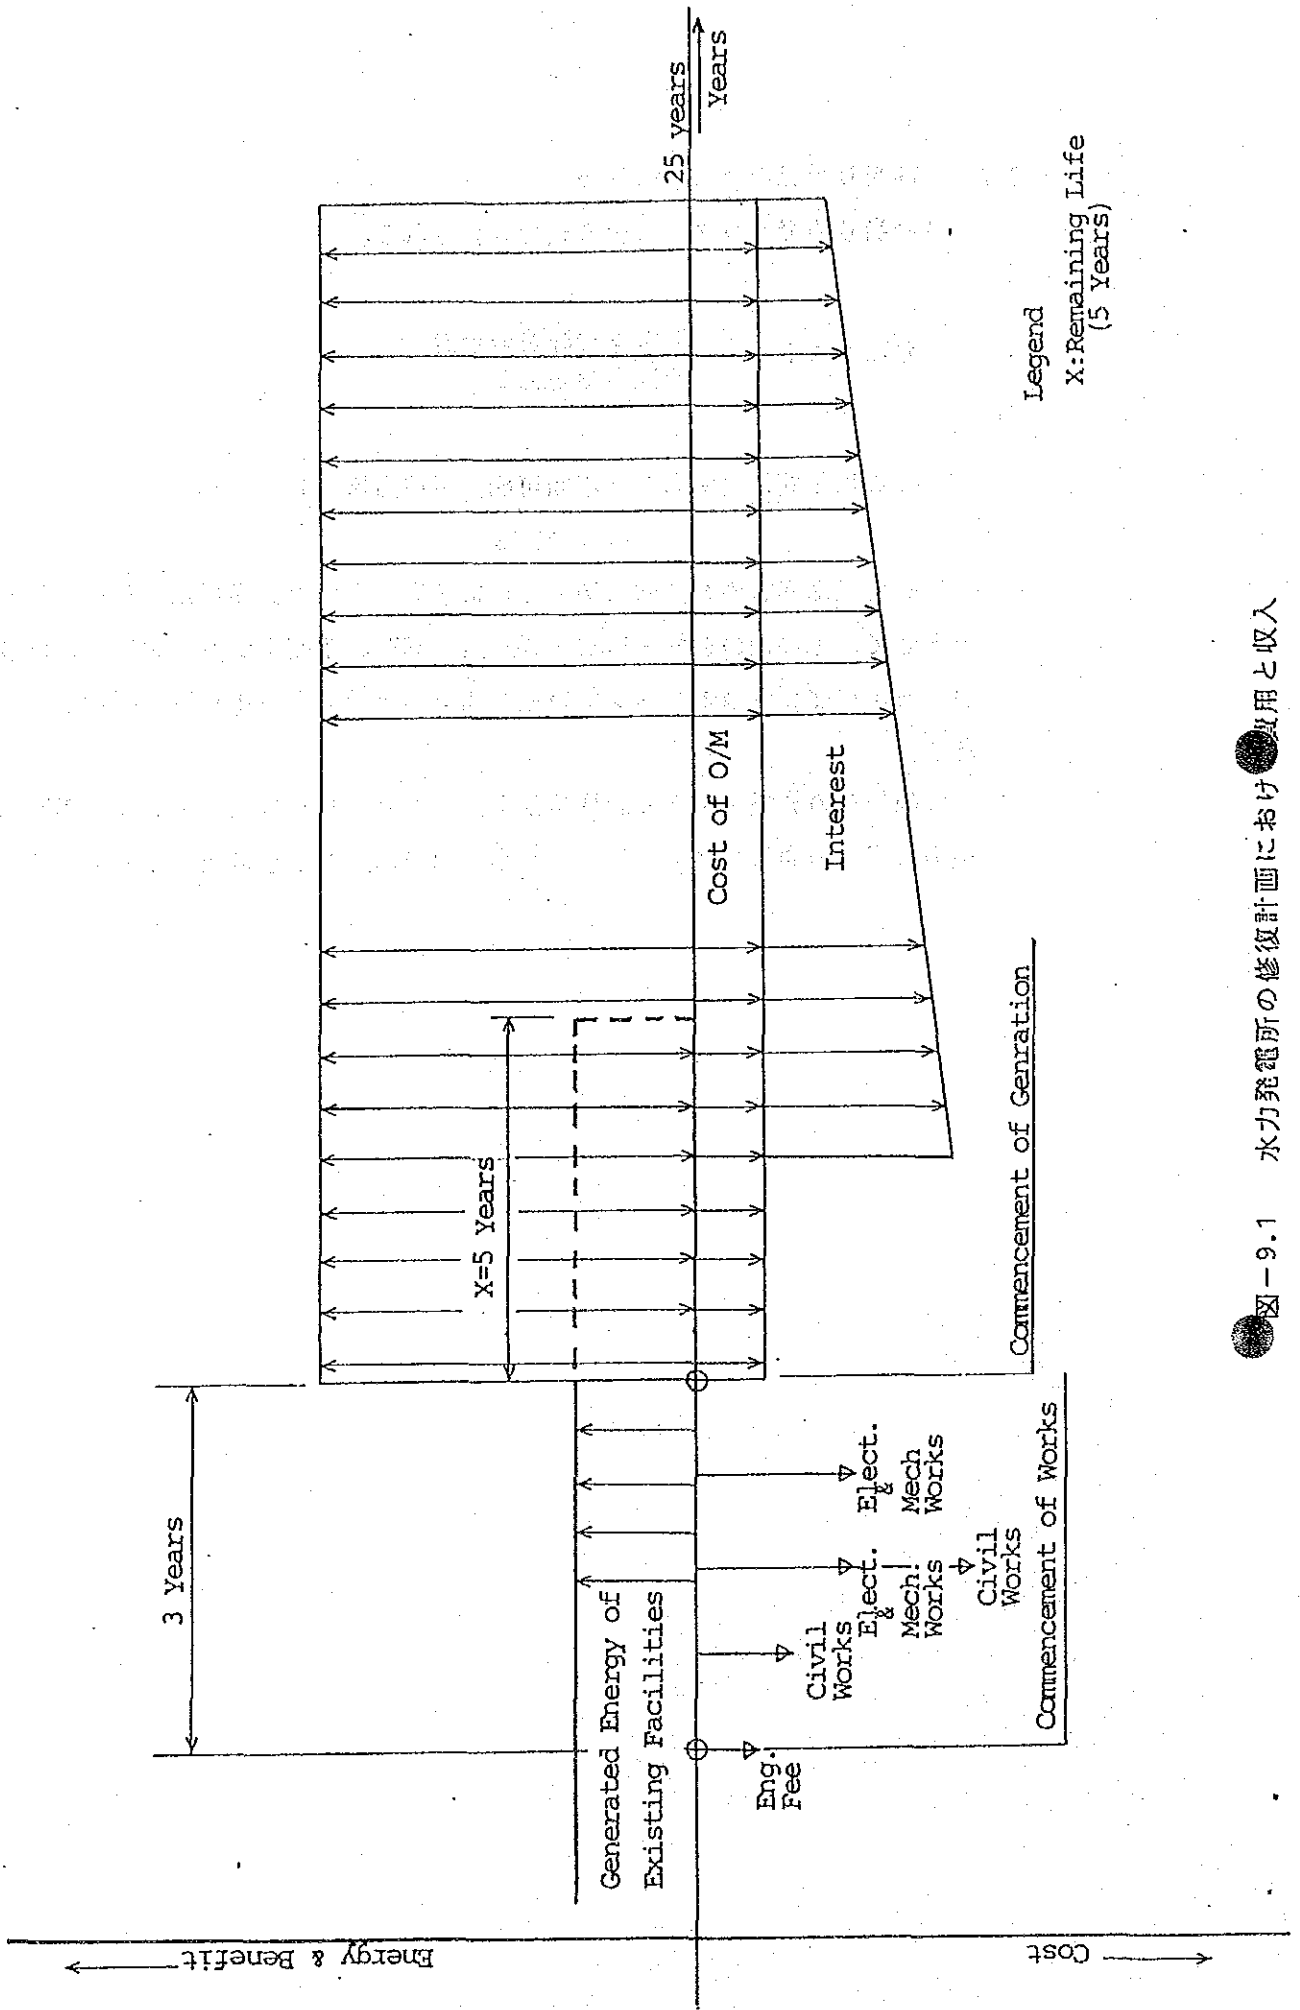 Energy & Benefit
Cost
3 Years
Generated Energy of
Existing Facilities
Eng.
Fee
Civil
Works
Elect.
&
Mech.
Works
Civil
Works
Elect.
&
Mech
Works
Commencement of Works
X=5 Years
Commencement of Genration
Cost of O/M
Interest
25 years
Years
Legend
X:Remaining Life
(5 Years)
図-9.1 水力発電所の修復計画におけ 費用と収入